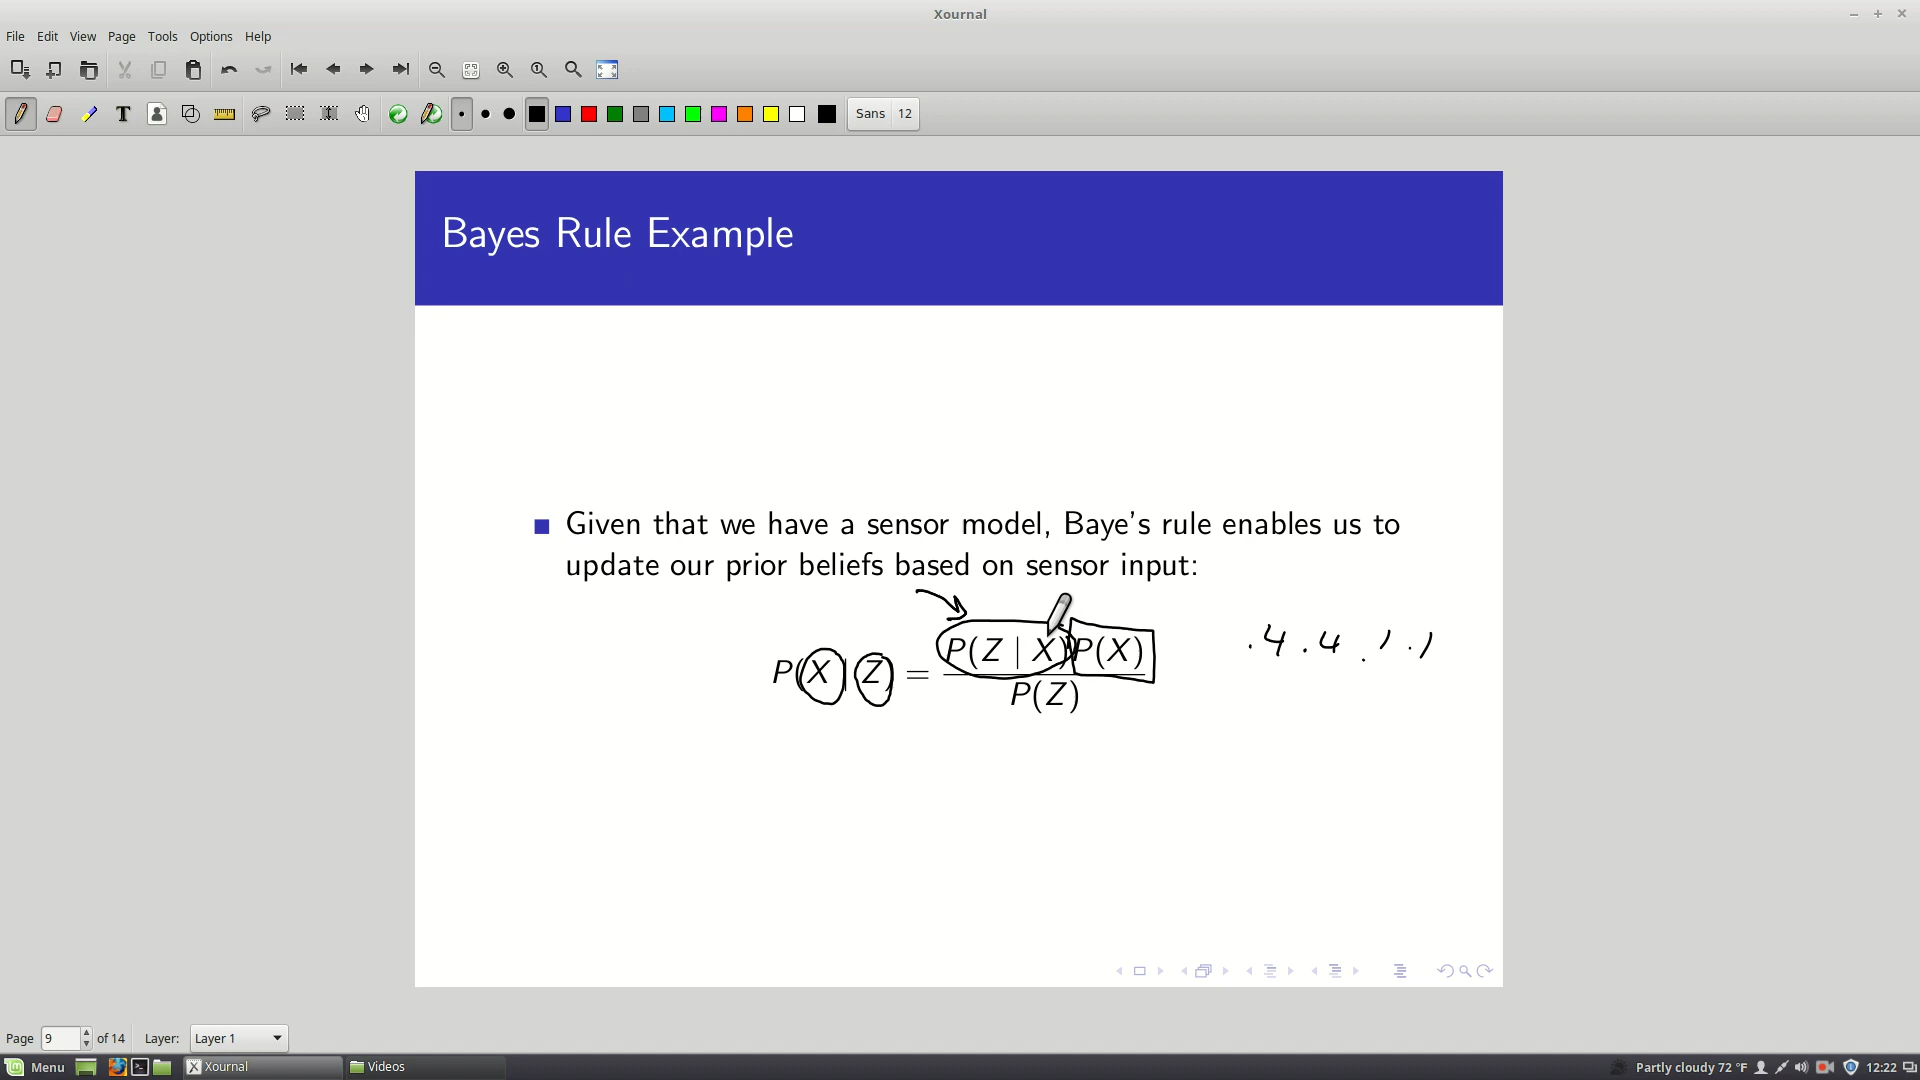 Xournal
File Edit View Page Tools Options Help
T Sans 12
Bayes Rule Example
Given that we have a sensor model, Baye's rule enables us to
update our prior beliefs based on sensor input:
P(X | Z) = P(Z | X)P(X) .4 .4 .1 .1
P(Z)
Page 9 of 14 Layer: Layer 1
Menu Xournal Videos Partly cloudy 72 °F 12:22